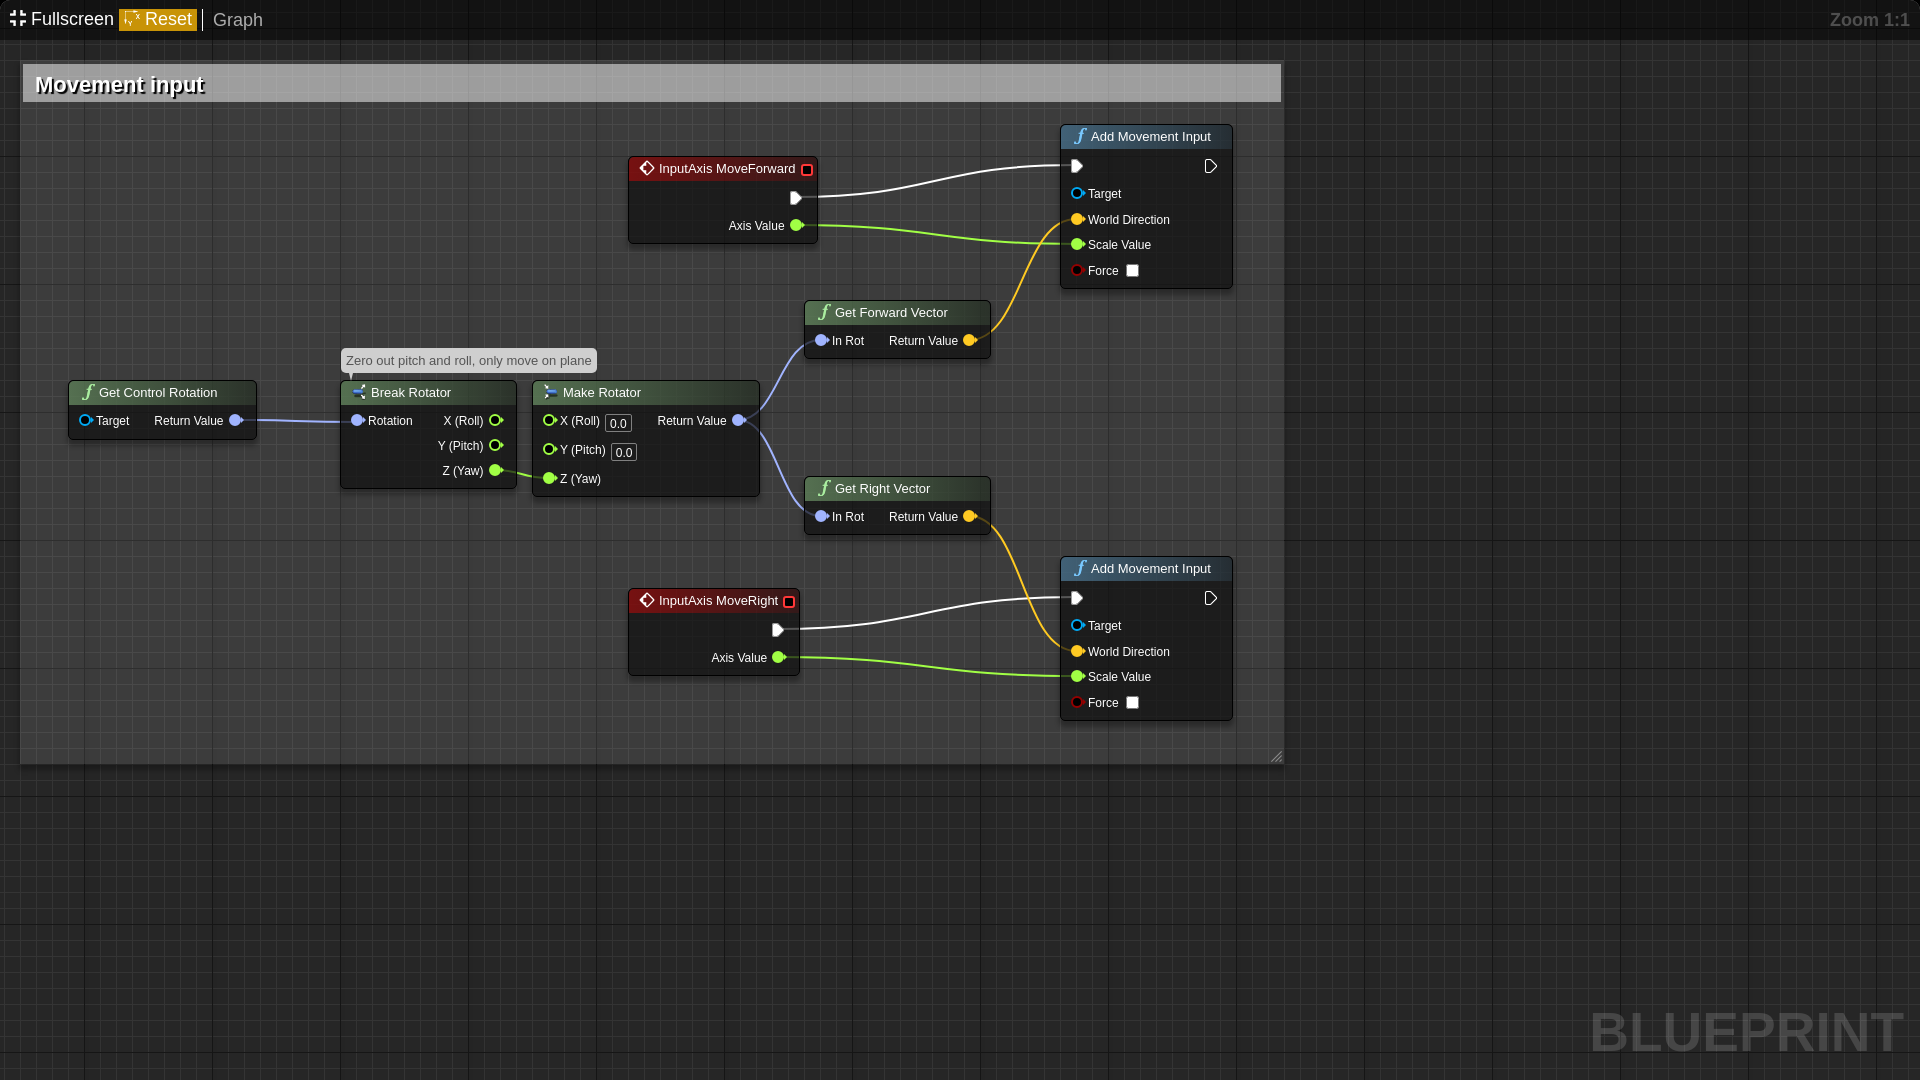 Fullscreen Reset Graph
Zoom 1:1
Movement input
Add Movement Input
Target
World Direction
Scale Value
Force
InputAxis MoveForward
Axis Value
Get Forward Vector
In Rot Return Value
Zero out pitch and roll, only move on plane
Get Control Rotation
Target Return Value
Break Rotator
Rotation X (Roll)
Y (Pitch)
Z (Yaw)
Make Rotator
X (Roll) 0.0 Return Value
Y (Pitch) 0.0
Z (Yaw)
Get Right Vector
In Rot Return Value
InputAxis MoveRight
Axis Value
Add Movement Input
Target
World Direction
Scale Value
Force
BLUEPRINT